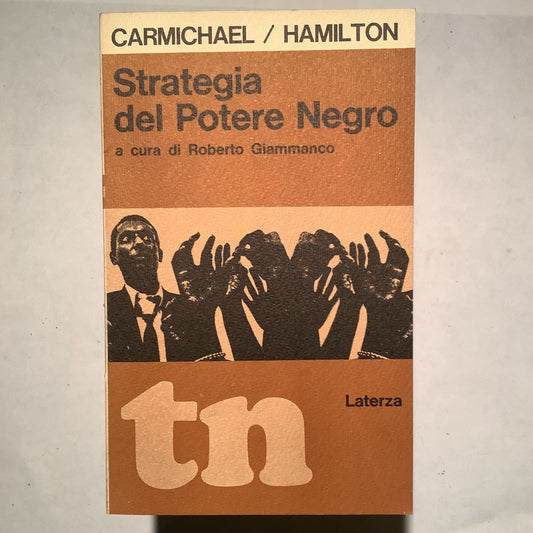 CARMICHAEL / HAMILTON
Strategia
del Potere Negro
a cura di Roberto Giammanco
Laterza
tn